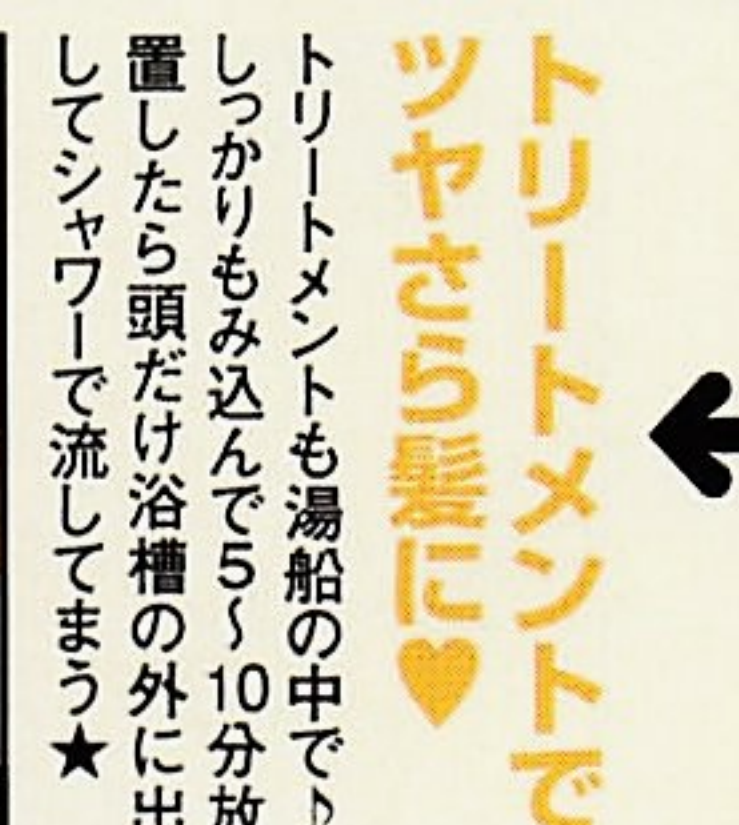 トリートメントで
ツヤさら髪に♥
トリートメントも湯船の中で♪
しっかりもみ込んで5〜10分放
置したら頭だけ浴槽の外に出
してシャワーで流してしまう★